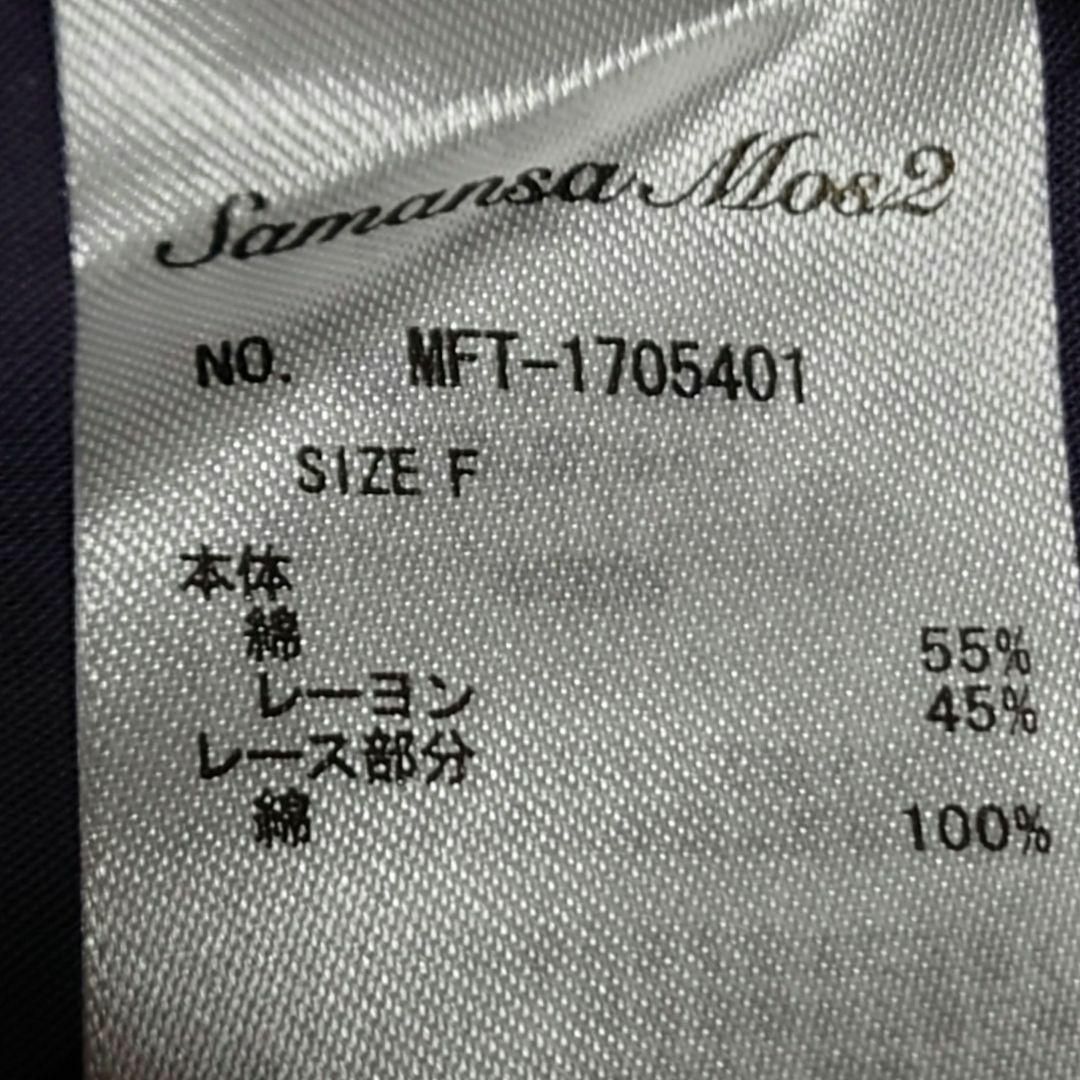 Samansa Mos2
NO. MFT-1705401
SIZE F
本体
綿 55%
レーヨン 45%
レース部分
綿 100%